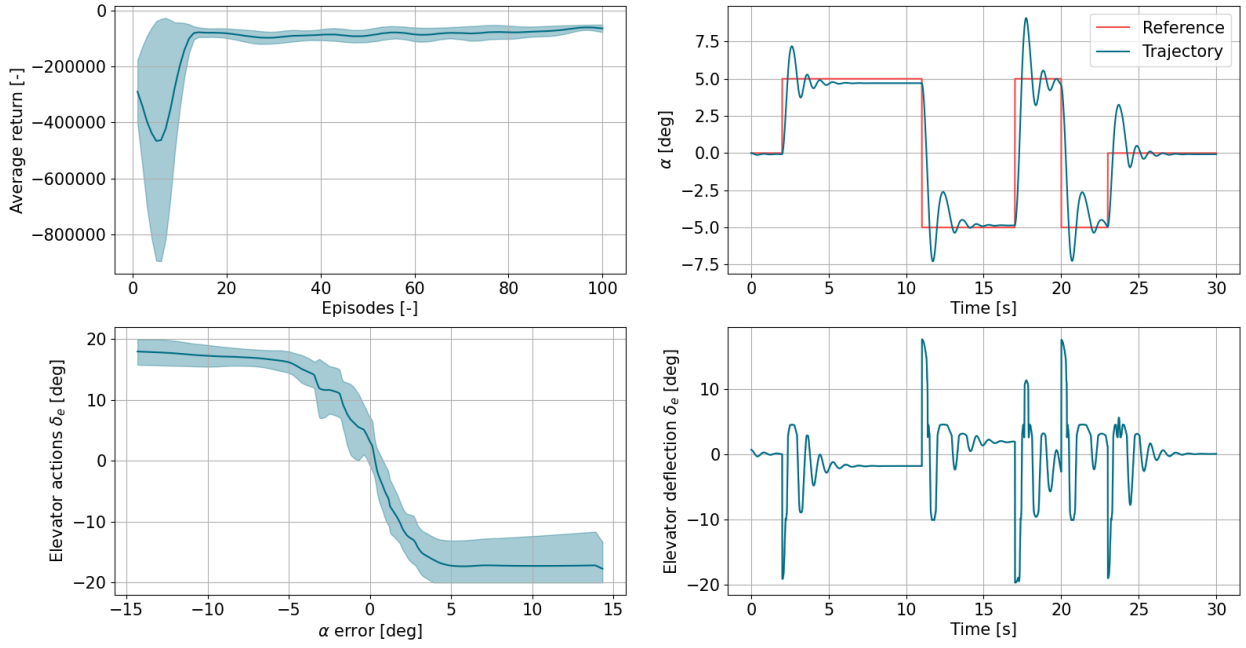 0
−200000
−400000
−600000
−800000
Average return [-]
0 20 40 60 80 100
Episodes [-]
7.5
5.0
2.5
0.0
−2.5
−5.0
−7.5
α [deg]
Reference
Trajectory
0 5 10 15 20 25 30
Time [s]
20
10
0
−10
−20
Elevator actions δₑ [deg]
−15 −10 −5 0 5 10 15
α error [deg]
10
0
−10
−20
Elevator deflection δₑ [deg]
0 5 10 15 20 25 30
Time [s]